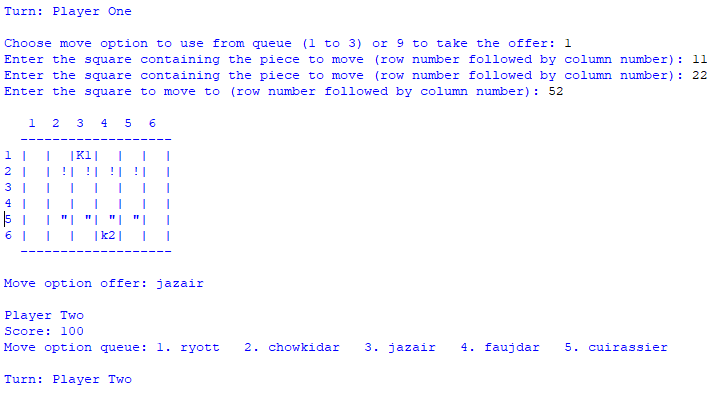 Turn: Player One
Choose move option to use from queue (1 to 3) or 9 to take the offer: 1
Enter the square containing the piece to move (row number followed by column number): 11
Enter the square containing the piece to move (row number followed by column number): 22
Enter the square to move to (row number followed by column number): 52
   1  2  3  4  5  6
  -------------------
1 |  |  |K1|  |  |  |
2 |  | !| !| !| !|  |
3 |  |  |  |  |  |  |
4 |  |  |  |  |  |  |
5 |  | "| "| "| "|  |
6 |  |  |  |k2|  |  |
  -------------------
Move option offer: jazair
Player Two
Score: 100
Move option queue: 1. ryott   2. chowkidar   3. jazair   4. faujdar   5. cuirassier
Turn: Player Two